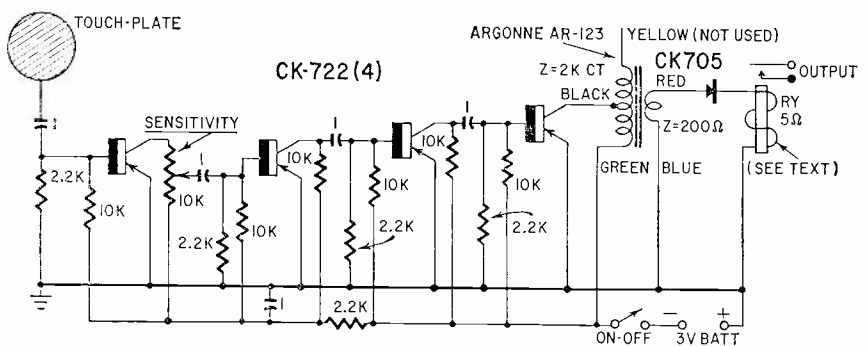 TOUCH-PLATE
ARGONNE AR-123
YELLOW (NOT USED)
CK-722(4)
Z=2K CT
CK705
RED
OUTPUT
BLACK
RY
5Ω
SENSITIVITY
1
1
1
1
10K
10K
Z=200Ω
(SEE TEXT)
GREEN
BLUE
2.2K
10K
10K
2.2K
10K
10K
2.2K
10K
2.2K
1
2.2K
ON-OFF
-
3V BATT
+